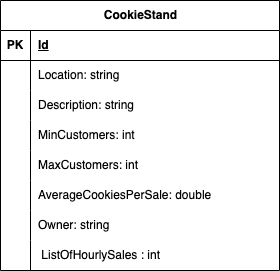 CookieStand
PK Id
Location: string
Description: string
MinCustomers: int
MaxCustomers: int
AverageCookiesPerSale: double
Owner: string
ListOfHourlySales : int